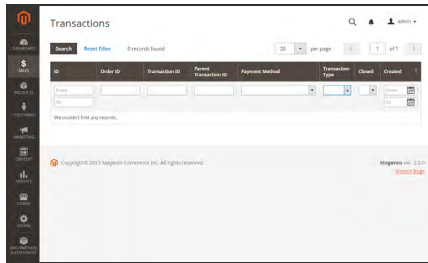 Transactions
admin
Search Reset Filter 0 records found 20 per page 1 of 1
ID Order ID Transaction ID Parent Transaction ID Payment Method Transaction Type Closed Created
From From
To To
We couldn't find any records.
Copyright © 2015 Magento Commerce Inc. All rights reserved.
Magento ver. 2.0.0
Report Bugs
DASHBOARD
SALES
PRODUCTS
CUSTOMERS
MARKETING
CONTENT
REPORTS
STORES
SYSTEM
FIND PARTNERS
& EXTENSIONS